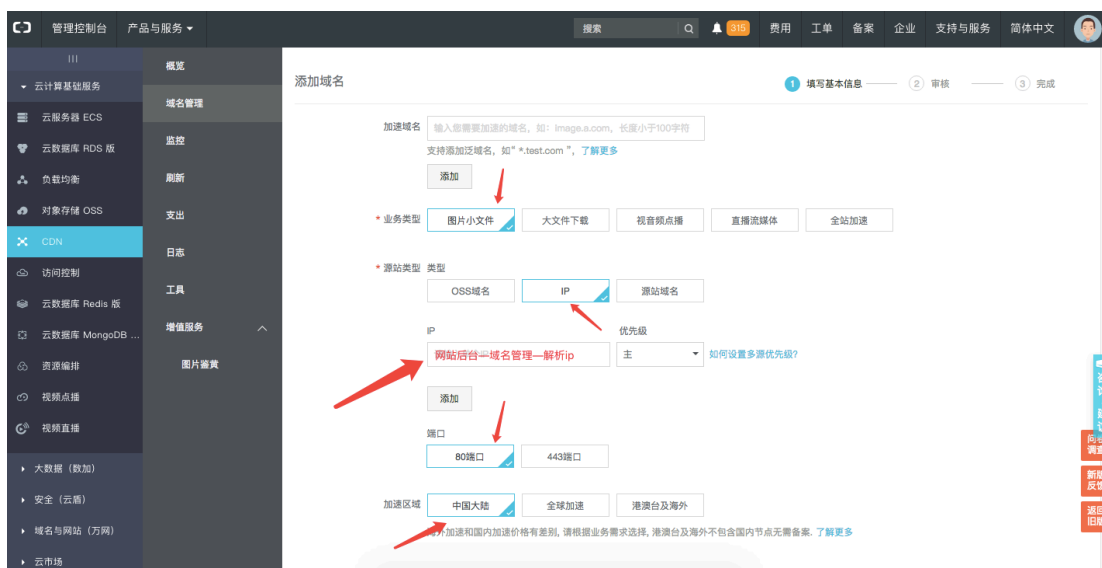 管理控制台 产品与服务 搜索 315 费用 工单 备案 企业 支持与服务 简体中文
云计算基础服务
云服务器 ECS
云数据库 RDS 版
负载均衡
对象存储 OSS
CDN
访问控制
云数据库 Redis 版
云数据库 MongoDB ...
资源编排
视频点播
视频直播
大数据（数加）
安全（云盾）
域名与网站（万网）
云市场
概览
域名管理
监控
刷新
支出
日志
工具
增值服务
图片鉴黄
添加域名
1 填写基本信息 2 审核 3 完成
加速域名 输入您需要加速的域名，如：image.a.com，长度小于100字符
支持添加泛域名，如" *.test.com "，了解更多
添加
* 业务类型 图片小文件 大文件下载 视音频点播 直播流媒体 全站加速
* 源站类型 类型
OSS域名 IP 源站域名
IP 优先级
网站后台—域名管理—解析ip 主 如何设置多源优先级?
添加
端口
80端口 443端口
加速区域 中国大陆 全球加速 港澳台及海外
外加速和国内加速价格有差别, 请根据业务需求选择, 港澳台及海外不包含国内节点无需备案. 了解更多